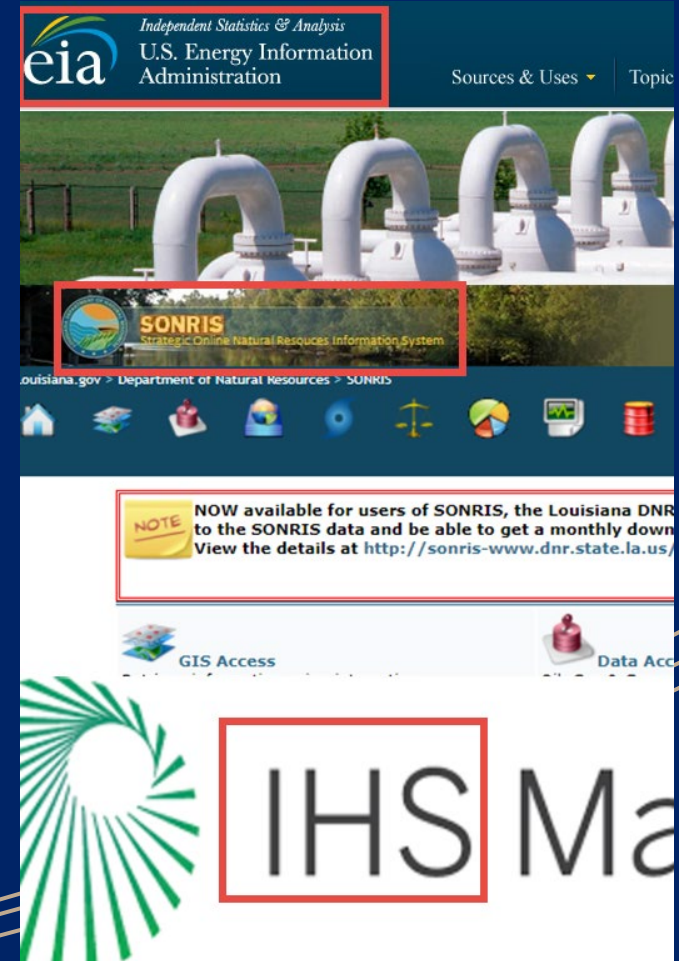 Independent Statistics & Analysis
eia
U.S. Energy Information
Administration
Sources & Uses
Topic
SONRIS
Strategic Online Natural Resouces Information System
ouisiana.gov > Department of Natural Resources > SONRIS
NOTE
NOW available for users of SONRIS, the Louisiana DNR
to the SONRIS data and be able to get a monthly down
View the details at http://sonris-www.dnr.state.la.us/
GIS Access
Data Acc
IHS Ma